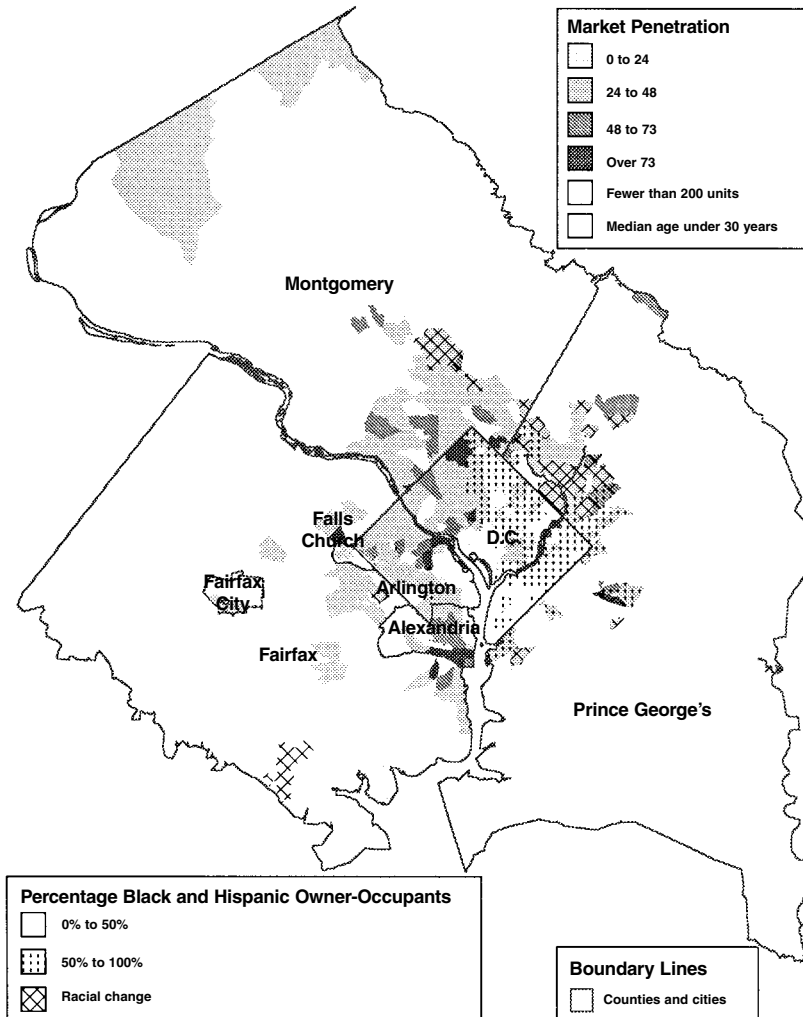 Market Penetration
0 to 24
24 to 48
48 to 73
Over 73
Fewer than 200 units
Median age under 30 years
Montgomery
Falls
Church
D.C.
Fairfax
City
Arlington
Alexandria
Fairfax
Prince George's
Percentage Black and Hispanic Owner-Occupants
0% to 50%
50% to 100%
Racial change
Boundary Lines
Counties and cities